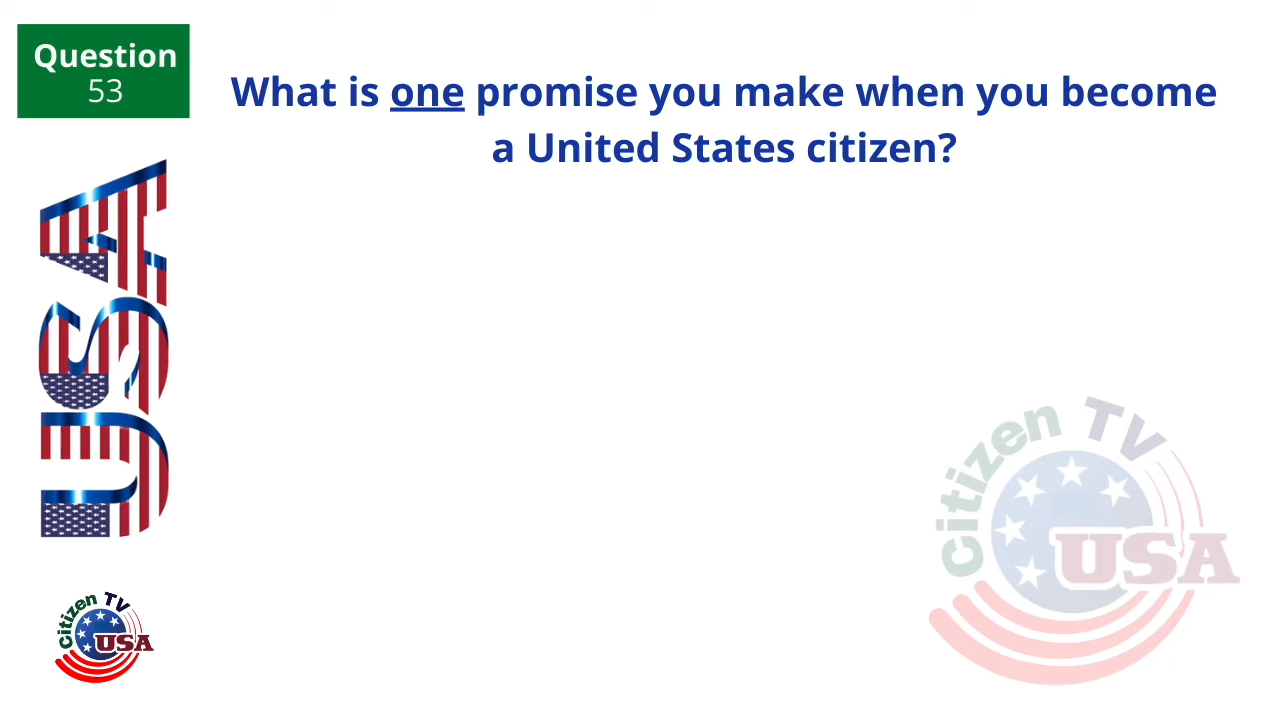 Question
53
What is one promise you make when you become
a United States citizen?
USA
Citizen TV
USA
Citizen TV
USA